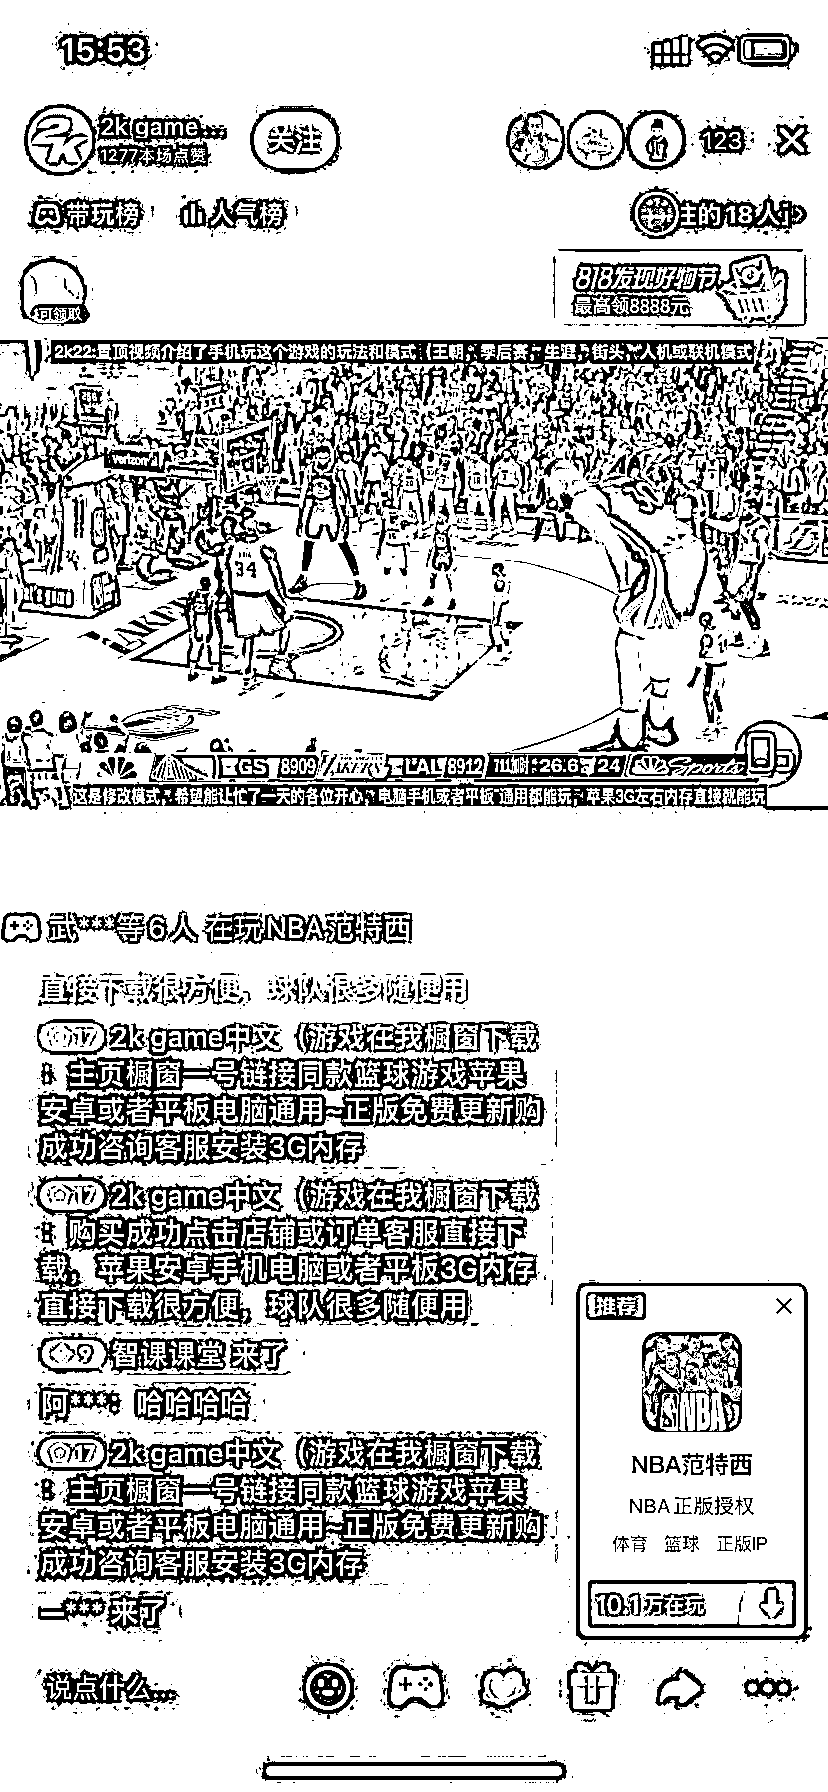 15:53
2k game...
1277本场点赞
关注
123
带玩榜
人气榜
主的18人
可领取
818发现好物节
最高领8888元
2k22:置顶视频介绍了手机玩这个游戏的玩法和模式（王朝，季后赛，生涯，街头，人机或联机模式
verizon
34
LAKE
GS 8909 LAKERS LAL 8912 26.6 24 Sports
这是修改模式，希望能让忙了一天的各位开心，电脑手机或者平板 通用都能玩，苹果3G左右内存直接就能玩
武***等6人 在玩NBA范特西
直接下载很方便，球队很多随便用
17 2k game中文（游戏在我橱窗下载
主页橱窗一号链接同款篮球游戏苹果
安卓或者平板电脑通用~正版免费更新购
成功咨询客服安装3G内存
17 2k game中文（游戏在我橱窗下载
购买成功点击店铺或订单客服直接下
载，苹果安卓手机电脑或者平板3G内存
直接下载很方便，球队很多随便用
9 智课课堂 来了
阿***：哈哈哈哈
17 2k game中文（游戏在我橱窗下载
主页橱窗一号链接同款篮球游戏苹果
安卓或者平板电脑通用~正版免费更新购
成功咨询客服安装3G内存
一*** 来了
推荐
NBA
NBA范特西
NBA正版授权
体育 篮球 正版IP
10.1万在玩
说点什么...